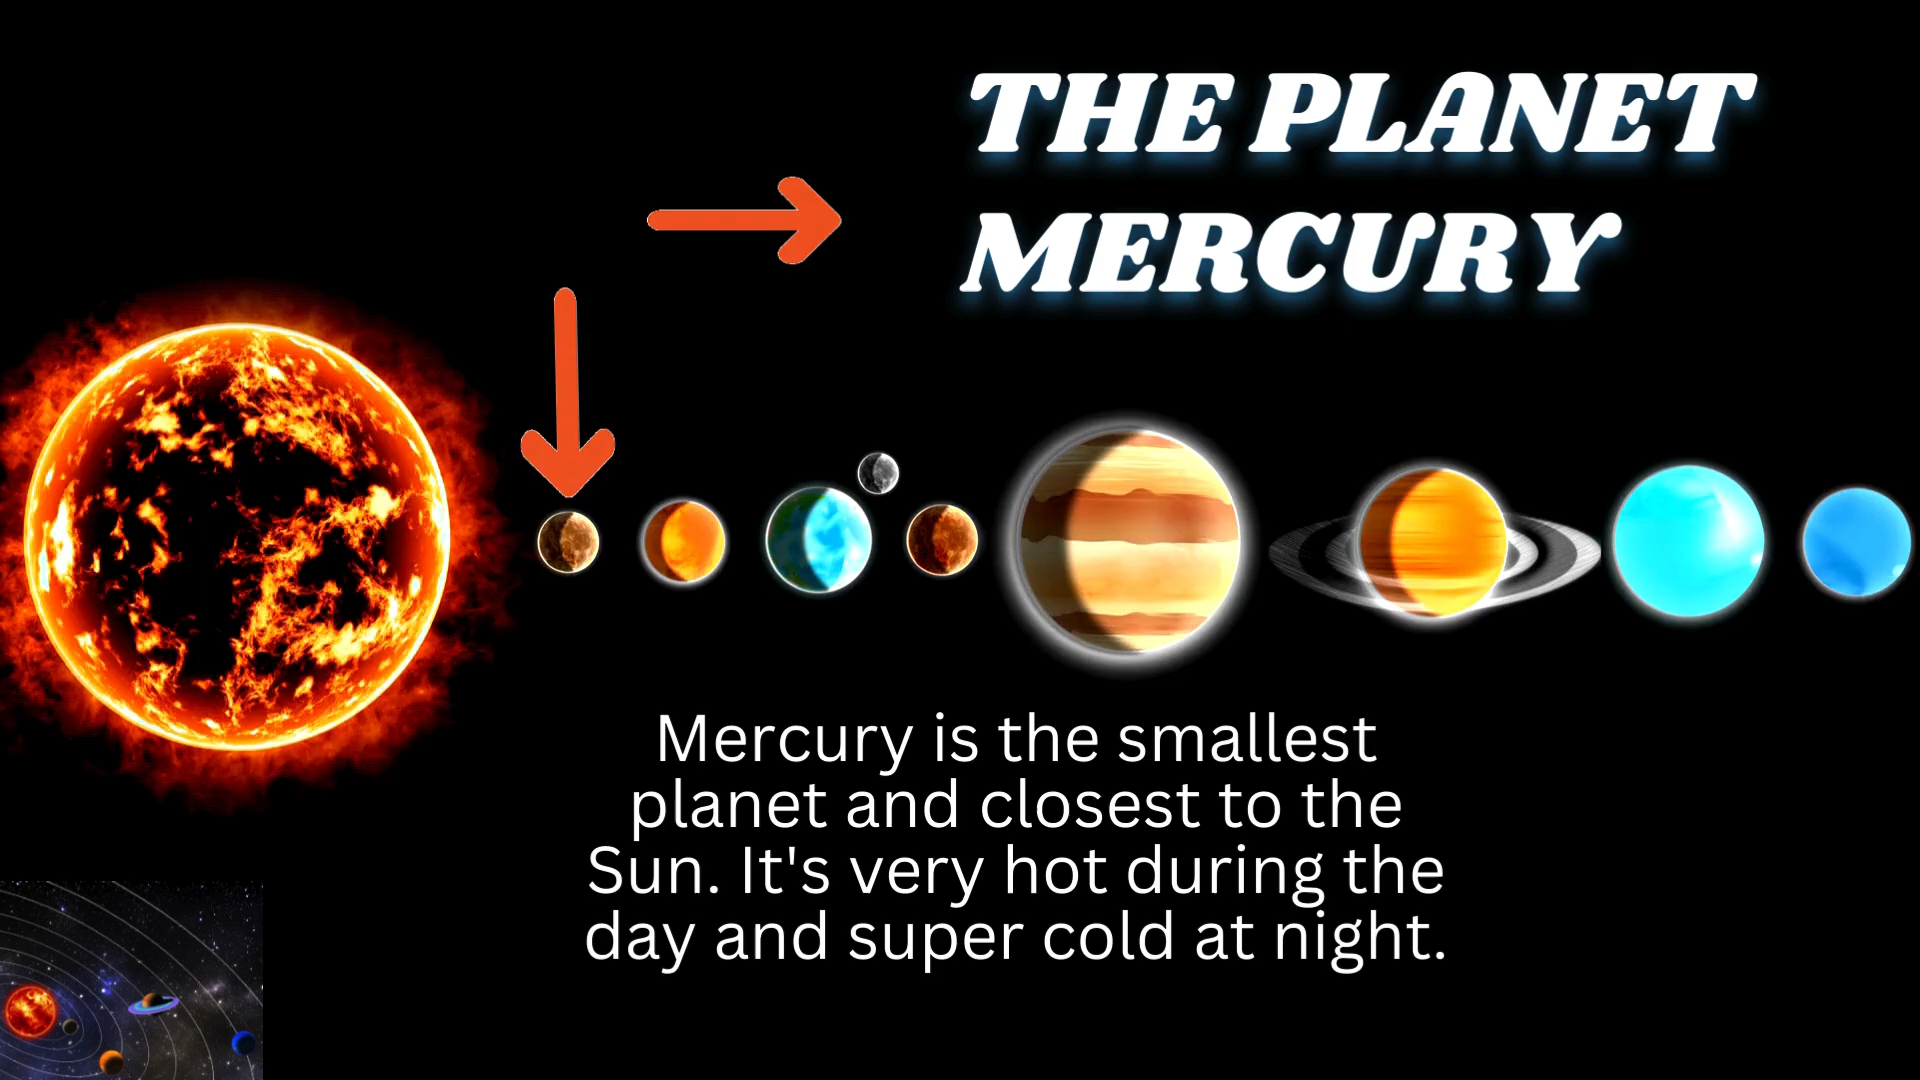 THE PLANET
MERCURY
Mercury is the smallest
planet and closest to the
Sun. It's very hot during the
day and super cold at night.